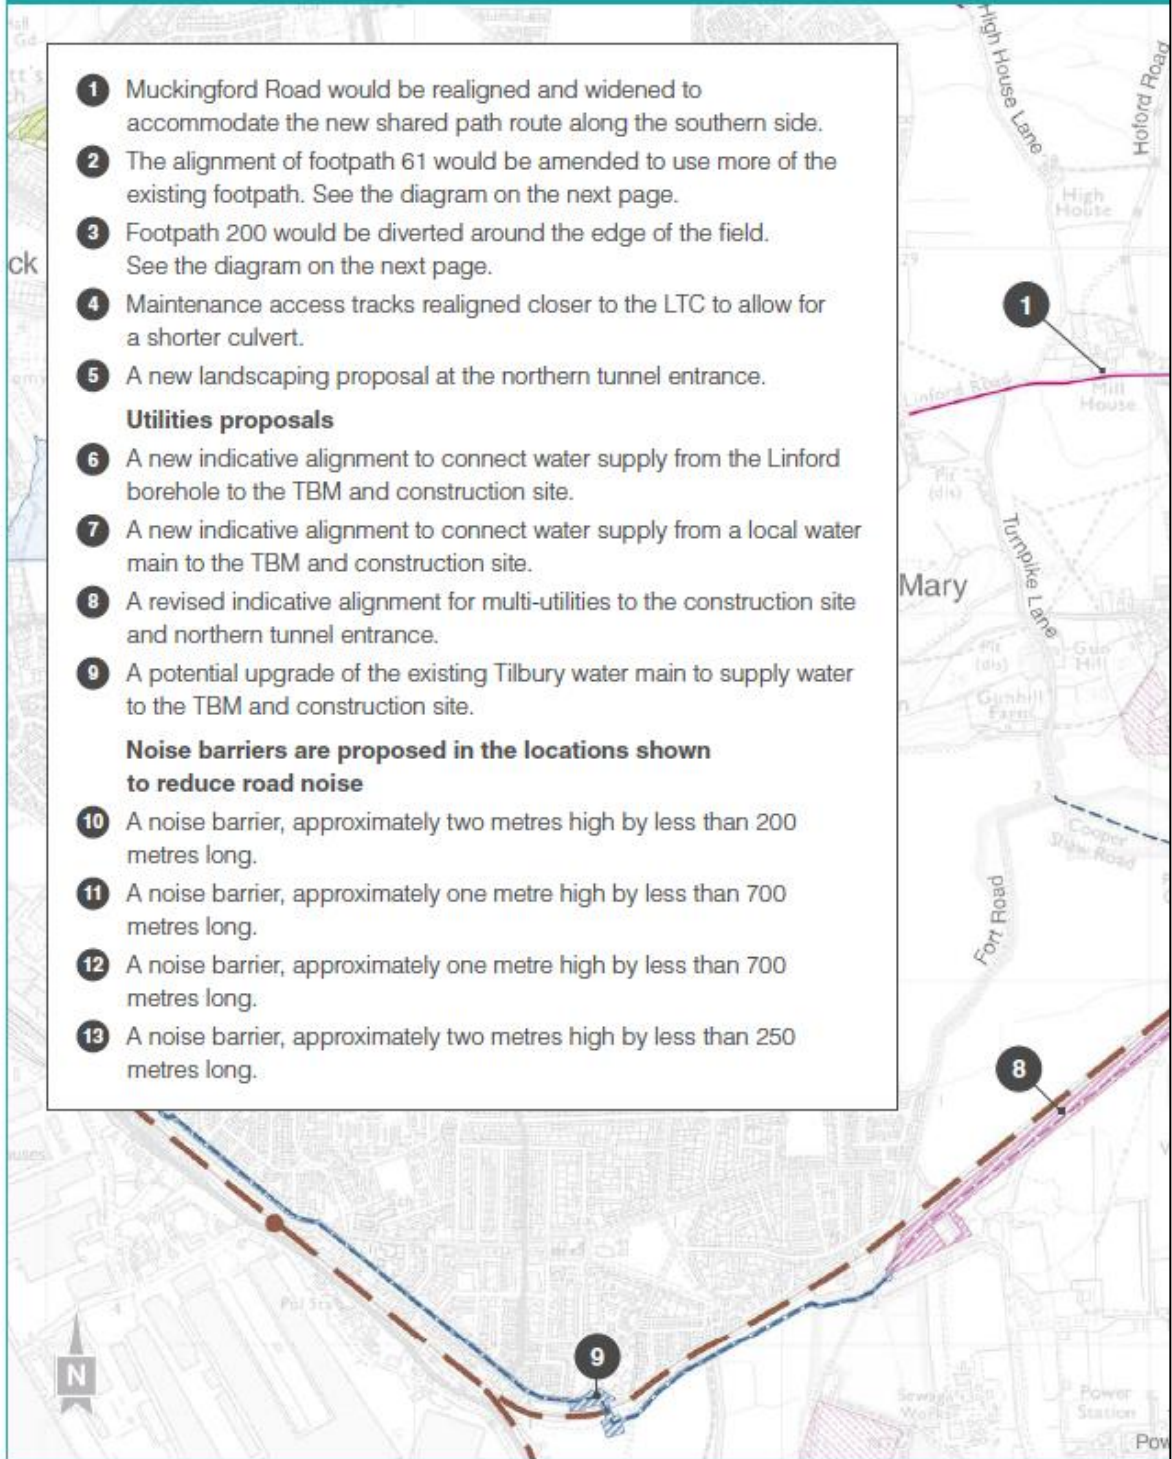 1 Muckingford Road would be realigned and widened to
accommodate the new shared path route along the southern side.
2 The alignment of footpath 61 would be amended to use more of the
existing footpath. See the diagram on the next page.
3 Footpath 200 would be diverted around the edge of the field.
See the diagram on the next page.
4 Maintenance access tracks realigned closer to the LTC to allow for
a shorter culvert.
5 A new landscaping proposal at the northern tunnel entrance.
Utilities proposals
6 A new indicative alignment to connect water supply from the Linford
borehole to the TBM and construction site.
7 A new indicative alignment to connect water supply from a local water
main to the TBM and construction site.
8 A revised indicative alignment for multi-utilities to the construction site
and northern tunnel entrance.
9 A potential upgrade of the existing Tilbury water main to supply water
to the TBM and construction site.
Noise barriers are proposed in the locations shown
to reduce road noise
10 A noise barrier, approximately two metres high by less than 200
metres long.
11 A noise barrier, approximately one metre high by less than 700
metres long.
12 A noise barrier, approximately one metre high by less than 700
metres long.
13 A noise barrier, approximately two metres high by less than 250
metres long.
ck
High House Lane
Hoford Road
High
House
29
1
Linford Road
Mill
House
Pit
(dis)
Turnpike Lane
Mary
Pit
(dis)
Gun
Hill
Gunhill
Farm
2
Cooper
Shaw Road
Fort Road
8
Sch
4
Pol Sta
N
9
Sewage
Works
Power
Station
Pow